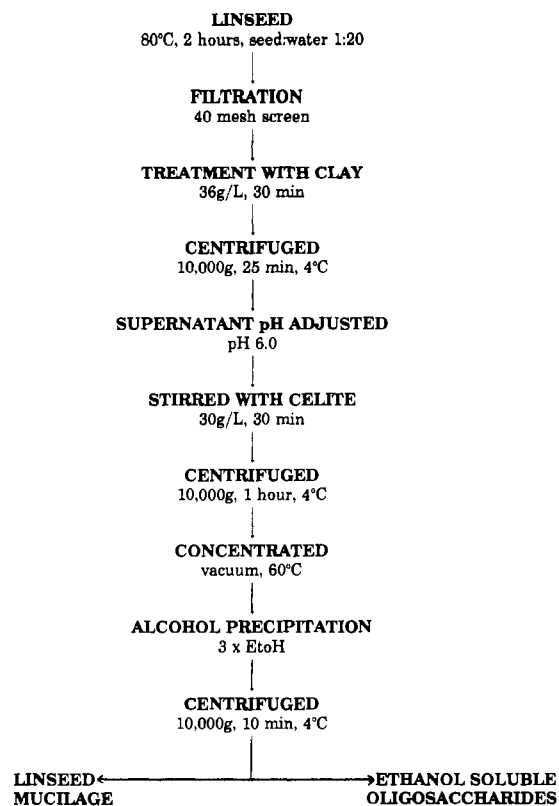 LINSEED
80°C, 2 hours, seed:water 1:20
FILTRATION
40 mesh screen
TREATMENT WITH CLAY
36g/L, 30 min
CENTRIFUGED
10,000g, 25 min, 4°C
SUPERNATANT pH ADJUSTED
pH 6.0
STIRRED WITH CELITE
30g/L, 30 min
CENTRIFUGED
10,000g, 1 hour, 4°C
CONCENTRATED
vacuum, 60°C
ALCOHOL PRECIPITATION
3 x EtoH
CENTRIFUGED
10,000g, 10 min, 4°C
LINSEED
MUCILAGE
ETHANOL SOLUBLE
OLIGOSACCHARIDES